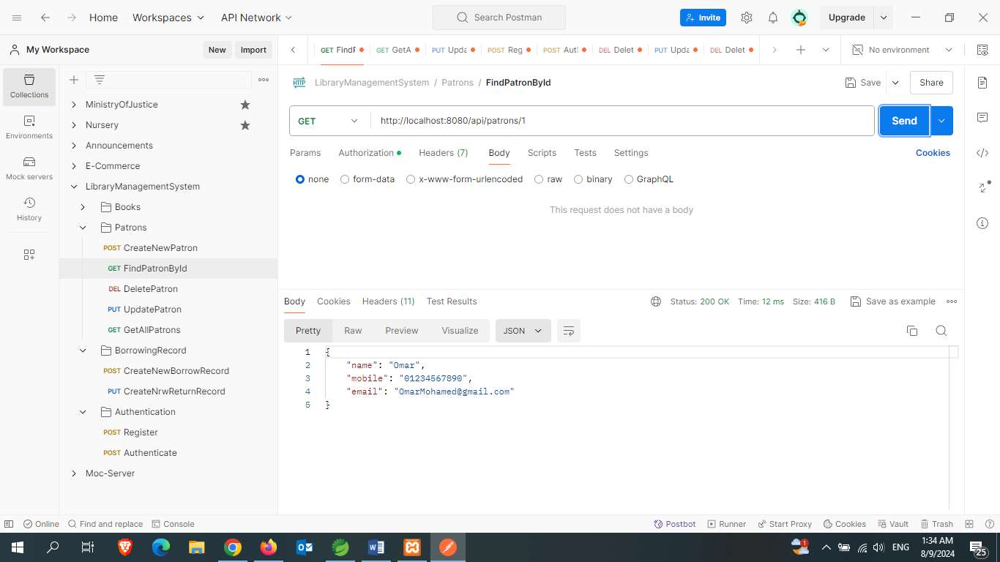 Home Workspaces API Network Search Postman Invite Upgrade
My Workspace New Import
GET FindF GET GetA PUT Upda POST Reg POST Aut DEL Delet PUT Upda DEL Delet No environment
Collections
Environments
Mock servers
History
MinistryOfJustice
Nursery
Announcements
E-Commerce
LibraryManagementSystem
Books
Patrons
POST CreateNewPatron
GET FindPatronById
DEL DeletePatron
PUT UpdatePatron
GET GetAllPatrons
BorrowingRecord
POST CreateNewBorrowRecord
PUT CreateNrwReturnRecord
Authentication
POST Register
POST Authenticate
Moc-Server
HTTP LibraryManagementSystem / Patrons / FindPatronById Save Share
GET http://localhost:8080/api/patrons/1 Send
Params Authorization Headers (7) Body Scripts Tests Settings Cookies
none form-data x-www-form-urlencoded raw binary GraphQL
This request does not have a body
Body Cookies Headers (11) Test Results Status: 200 OK Time: 12 ms Size: 416 B Save as example
Pretty Raw Preview Visualize JSON
1 {
2 "name": "Omar",
3 "mobile": "01234567890",
4 "email": "OmarMohamed@gmail.com"
5 }
Online Find and replace Console Postbot Runner Start Proxy Cookies Vault Trash
1 ENG 1:34 AM
8/9/2024 25